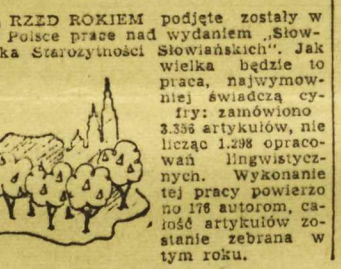 RZED ROKIEM podjęte zostały w
Polsce prace nad wydaniem „Słow-
ka Starożytności Słowiańskich". Jak
wielka będzie to
praca, najwymow-
niej świadczą cy-
fry: zamówiono
3.356 artykułów, nie
licząc 1.298 opraco-
wań lingwistycz-
nych. Wykonanie
tej pracy powierzo
no 176 autorom, ca-
łość artykułów zo-
stanie zebrana w
tym roku.